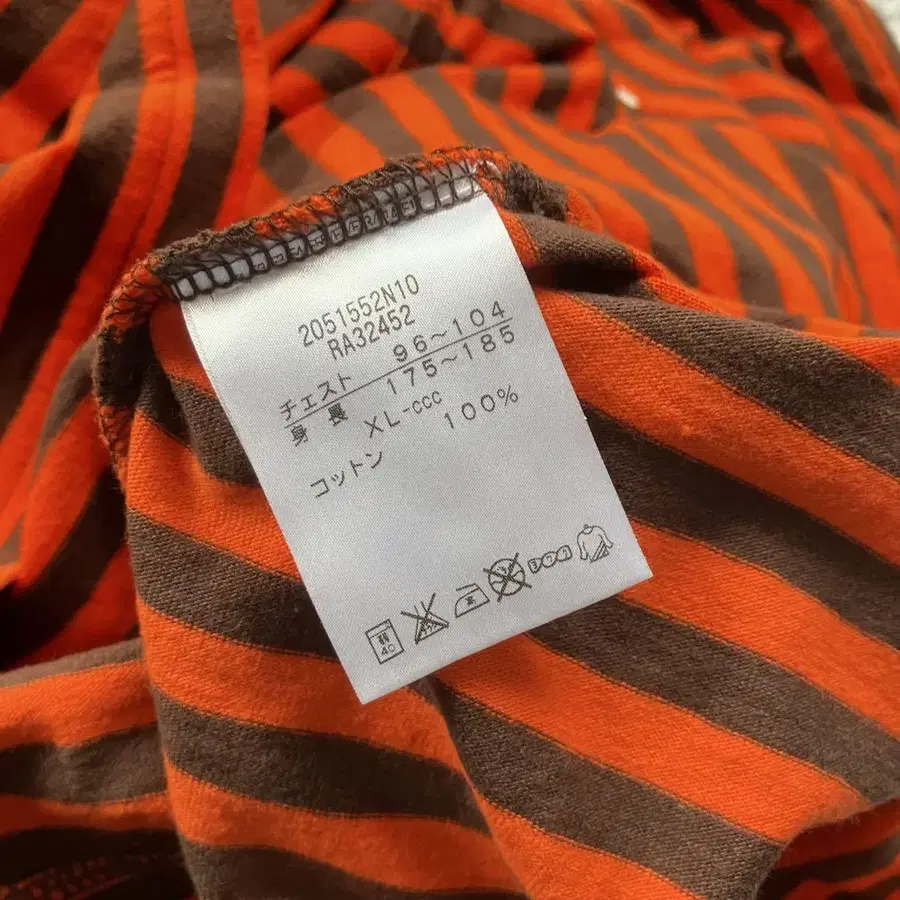 2051552N10
RA32452
チェスト 96~104
身長 175~185
XL-CCC
コットン 100%
高